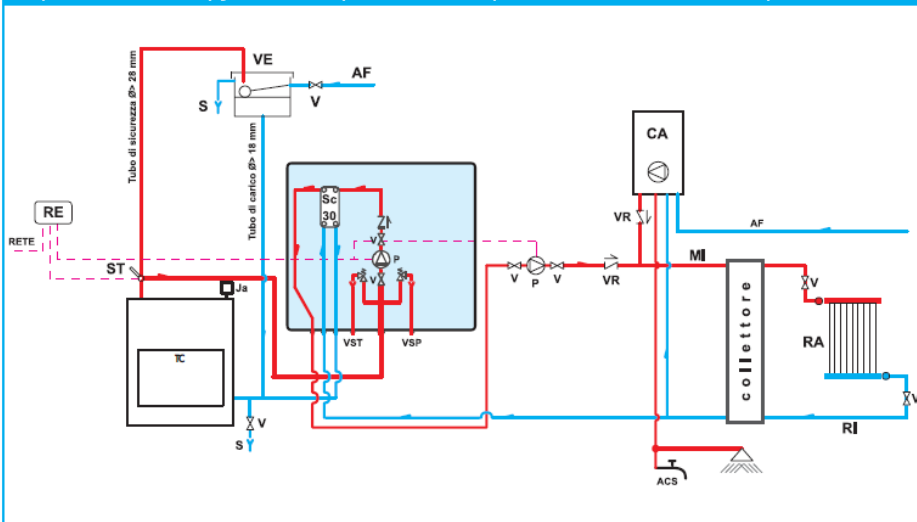 VE
AF
V
S
Tubo di sicurezza Ø> 28 mm
Tubo di carico Ø> 18 mm
CA
Sc
30
RE
RETE
VR
AF
V
P
ST
MI
V
P
V
VR
V
Ja
V
collettore
RA
TC
VST
VSP
V
V
S
RI
ACS